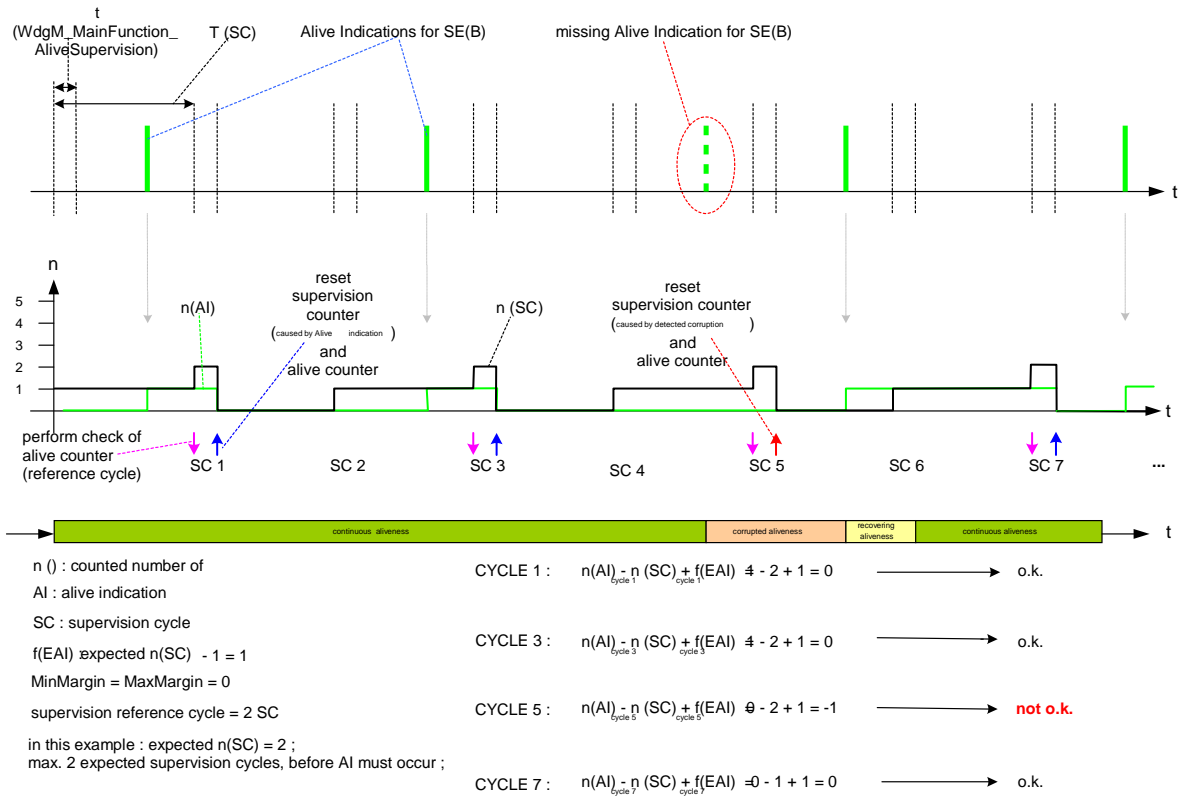 t
(WdgM_MainFunction_
AliveSupervision)
T (SC)
Alive Indications for SE(B)
missing Alive Indication for SE(B)
t
n
5
4
3
2
1
n(AI)
reset
supervision
counter
(caused by Alive indication)
and
alive counter
n (SC)
reset
supervision counter
(caused by detected corruption)
and
alive counter
t
perform check of
alive counter
(reference cycle)
SC 1
SC 2
SC 3
SC 4
SC 5
SC 6
SC 7
...
continuous aliveness
corrupted aliveness
recovering
aliveness
continuous aliveness
t
n () : counted number of
AI : alive indication
SC : supervision cycle
f(EAI) : expected n(SC) - 1 = 1
MinMargin = MaxMargin = 0
supervision reference cycle = 2 SC
in this example : expected n(SC) = 2 ;
max. 2 expected supervision cycles, before AI must occur ;
CYCLE 1 : n(AI) cycle 1 - n (SC) cycle 1 + f(EAI) = 1 - 2 + 1 = 0 o.k.
CYCLE 3 : n(AI) cycle 3 - n (SC) cycle 3 + f(EAI) = 1 - 2 + 1 = 0 o.k.
CYCLE 5 : n(AI) cycle 5 - n (SC) cycle 5 + f(EAI) = 0 - 2 + 1 = -1 not o.k.
CYCLE 7 : n(AI) cycle 7 - n (SC) cycle 7 + f(EAI) =0 - 1 + 1 = 0 o.k.